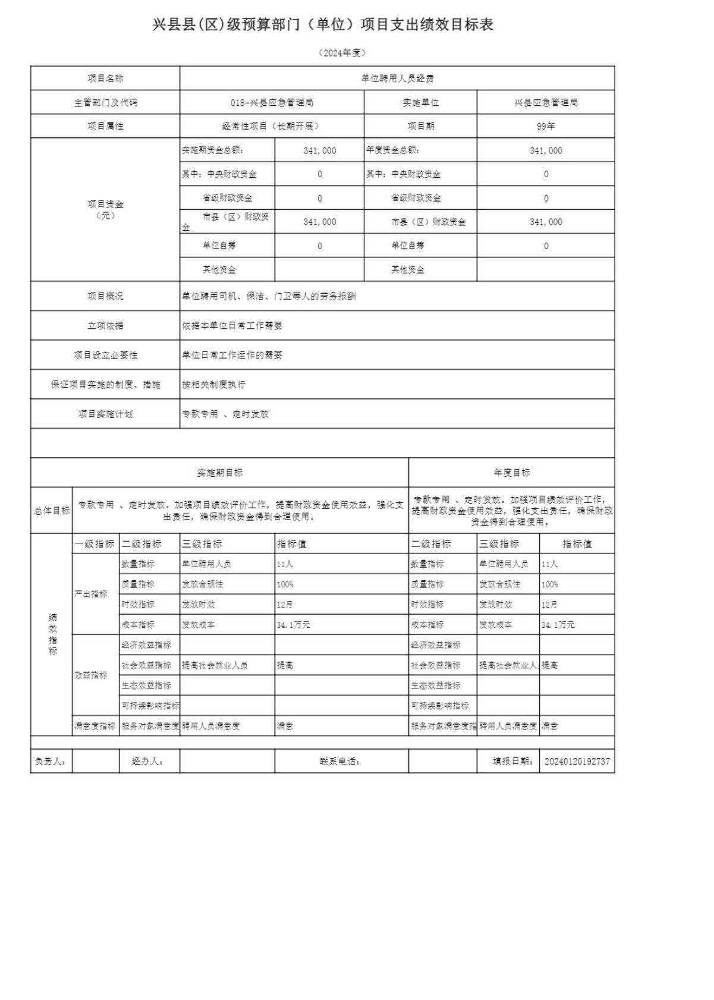 兴县县(区)级预算部门（单位）项目支出绩效目标表
（2024年度）
项目名称 单位聘用人员经费
主管部门及代码 018-兴县应急管理局 实施单位 兴县应急管理局
项目属性 经常性项目（长期开展） 项目期 99年
项目资金
（元）
实施期资金总额： 341,000 年度资金总额： 341,000
其中：中央财政资金 0 其中：中央财政资金 0
省级财政资金 0 省级财政资金 0
市县（区）财政资
金 341,000 市县（区）财政资金 341,000
单位自筹 0 单位自筹 0
其他资金 其他资金
项目概况 单位聘用司机、保洁、门卫等人的劳务报酬
立项依据 依据本单位日常工作需要
项目设立必要性 单位日常工作运作的需要
保证项目实施的制度、措施 按相关制度执行
项目实施计划 专款专用 、定时发放
实施期目标 年度目标
总体目标
专款专用 、定时发放。加强项目绩效评价工作，提高财政资金使用效益，强化支
出责任，确保财政资金得到合理使用。
专款专用 、定时发放。加强项目绩效评价工作，
提高财政资金使用效益，强化支出责任，确保财政
资金得到合理使用。
绩
效
指
标
一级指标 二级指标 三级指标 指标值 二级指标 三级指标 指标值
产出指标
数量指标 单位聘用人员 11人 数量指标 单位聘用人员 11人
质量指标 发放合规性 100% 质量指标 发放合规性 100%
时效指标 发放时效 12月 时效指标 发放时效 12月
成本指标 发放成本 34.1万元 成本指标 发放成本 34.1万元
效益指标
经济效益指标 经济效益指标
社会效益指标 提高社会就业人员 提高 社会效益指标 提高社会就业人 提高
生态效益指标 生态效益指标
可持续影响指标 可持续影响指标
满意度指标 服务对象满意度 聘用人员满意度 满意 服务对象满意度指 聘用人员满意度 满意
负责人： 经办人： 联系电话： 填报日期： 20240120192737